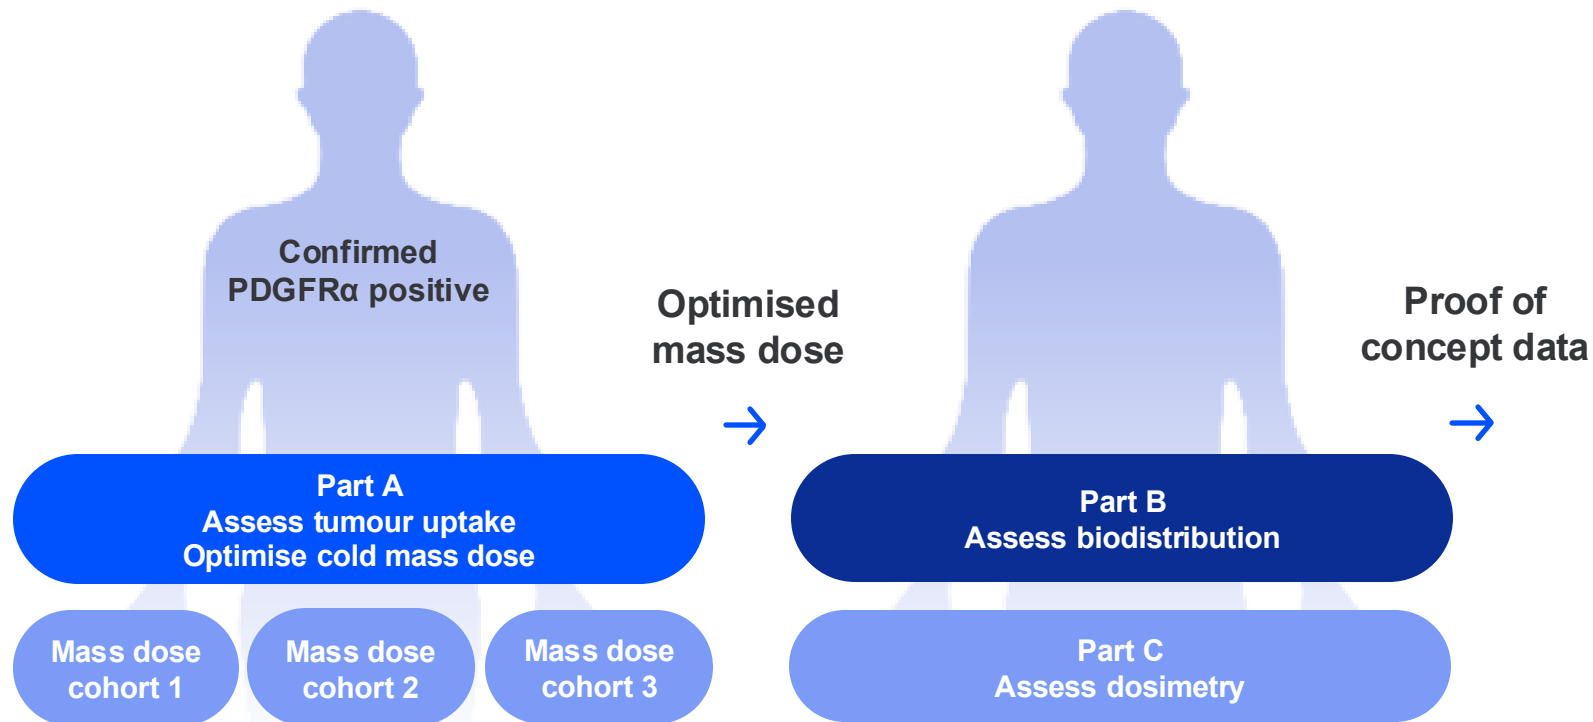 Confirmed
PDGFRα positive
Part A
Assess tumour uptake
Optimise cold mass dose
Mass dose
cohort 1
Mass dose
cohort 2
Mass dose
cohort 3
Optimised
mass dose
Part B
Assess biodistribution
Part C
Assess dosimetry
Proof of
concept data